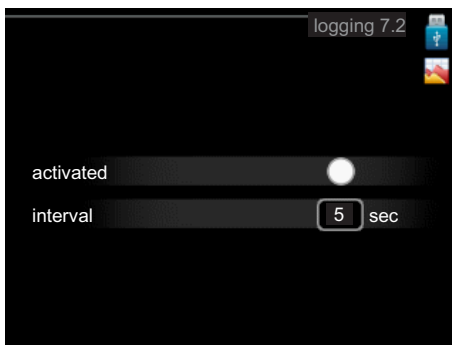 logging 7.2
activated
interval 5 sec